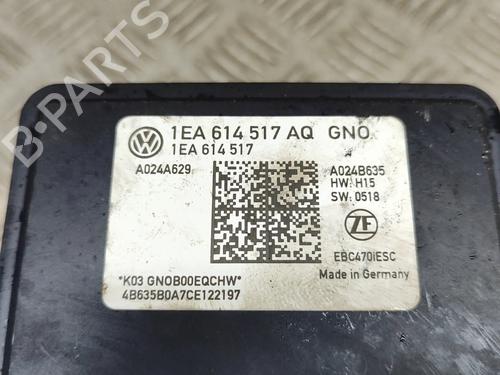 1EA 614 517 AQ GNO.
1EA 614 517
A024A629
A024B635
HW: H15
SW: 0518
ZF
EBC470IESC
Made in Germany
*K03 GNOB00EQCHW*
4B635B0A7CE122197
B-PARTS